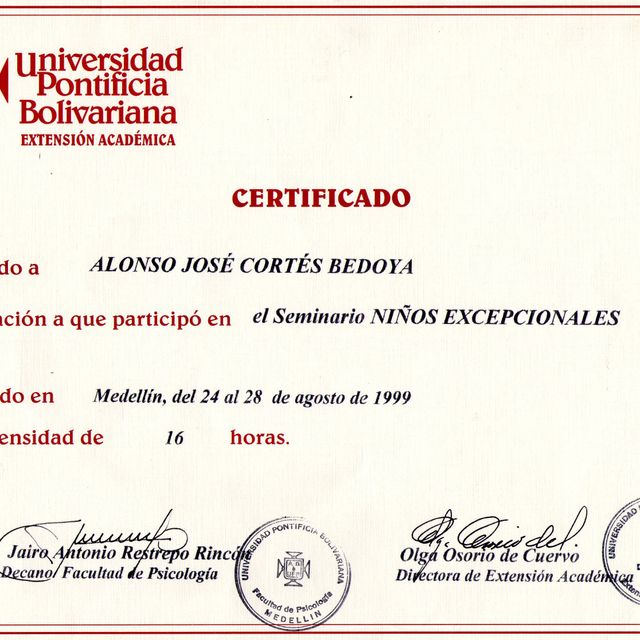 Universidad
Pontificia
Bolivariana
EXTENSIÓN ACADÉMICA
CERTIFICADO
do a ALONSO JOSÉ CORTÉS BEDOYA
ción a que participó en el Seminario NIÑOS EXCEPCIONALES
do en Medellín, del 24 al 28 de agosto de 1999
ensidad de 16 horas.
Jairo Antonio Restrepo Rincón
Decano Facultad de Psicología
UNIVERSIDAD PONTIFICIA BOLIVARIANA
Facultad de Psicología
MEDELLIN
Olga Osorio de Cuervo
Directora de Extensión Académica
UNIVERSIDAD